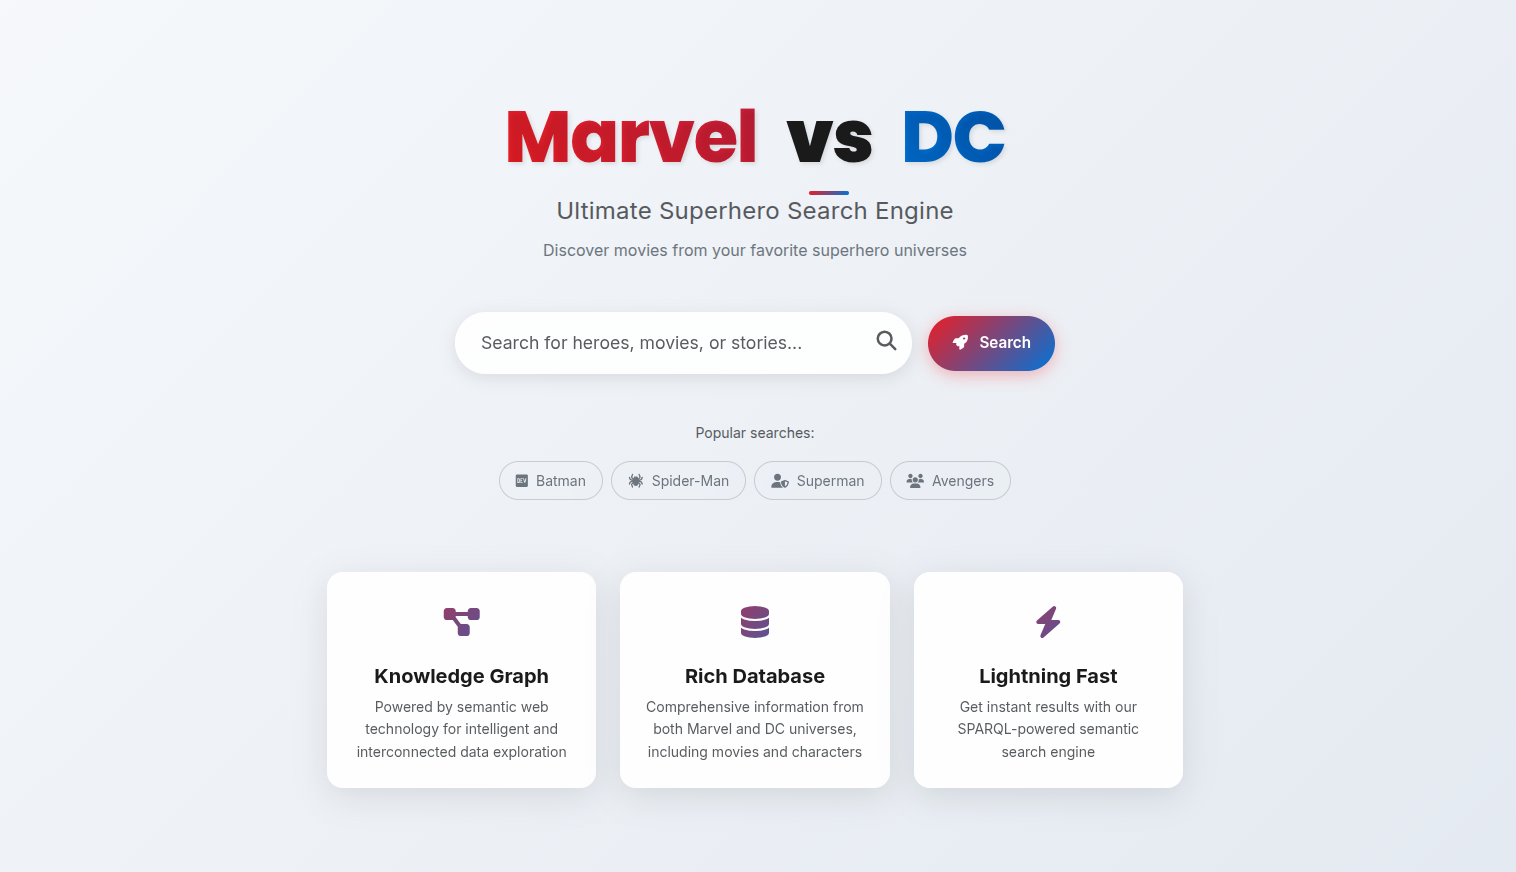 Marvel vs DC
Ultimate Superhero Search Engine
Discover movies from your favorite superhero universes
Search for heroes, movies, or stories...
Search
Popular searches:
DEV Batman
Spider-Man
Superman
Avengers
Knowledge Graph
Powered by semantic web
technology for intelligent and
interconnected data exploration
Rich Database
Comprehensive information from
both Marvel and DC universes,
including movies and characters
Lightning Fast
Get instant results with our
SPARQL-powered semantic
search engine